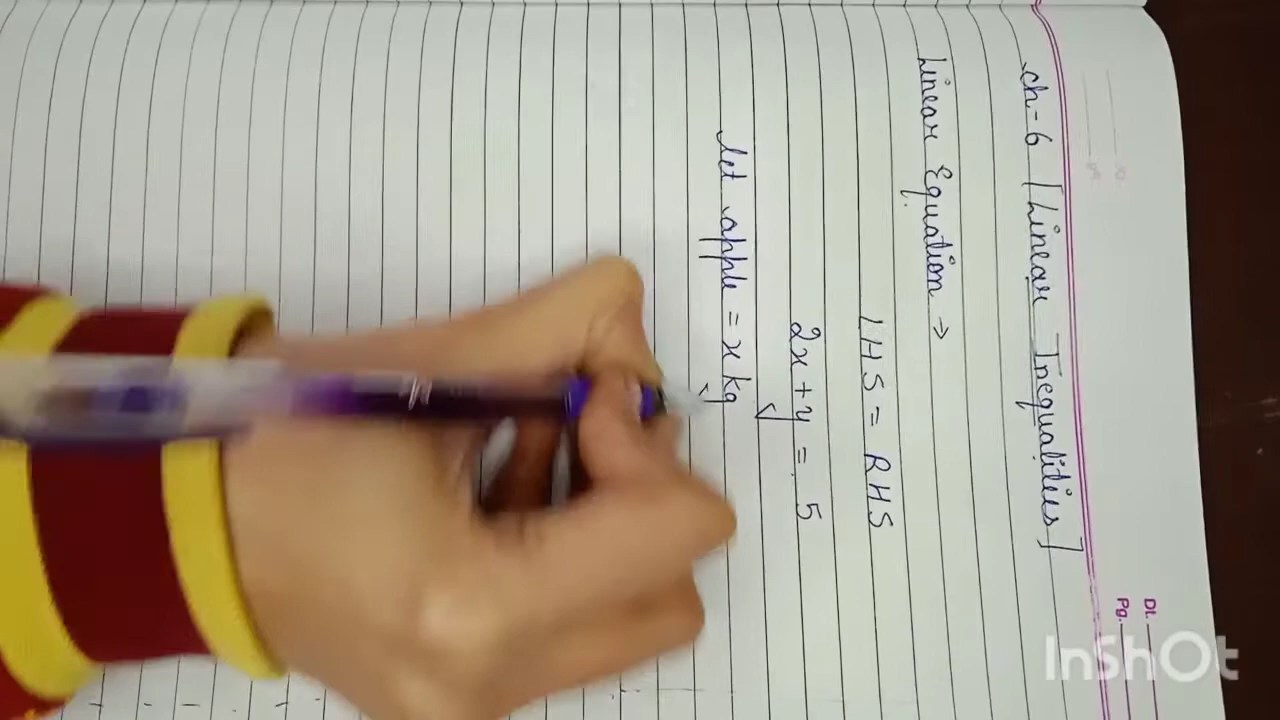 Dt.
Pg.
ch-6 [Linear Inequalities]
Linear Equation →
LHS = RHS
2x + y = 5
let apple = x kg
InShOt